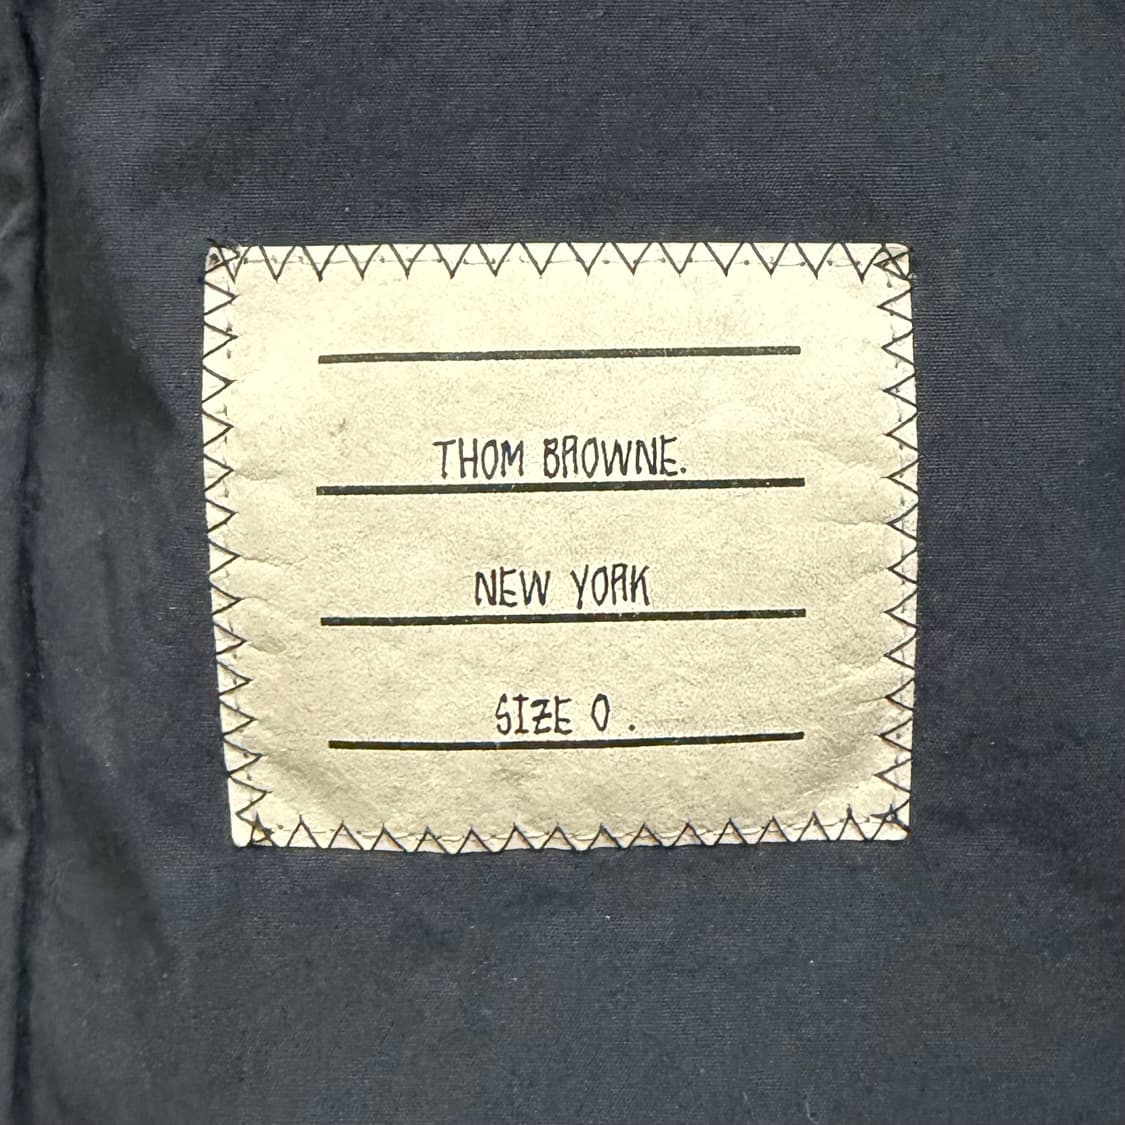 THOM BROWNE.
NEW YORK
SIZE 0 .